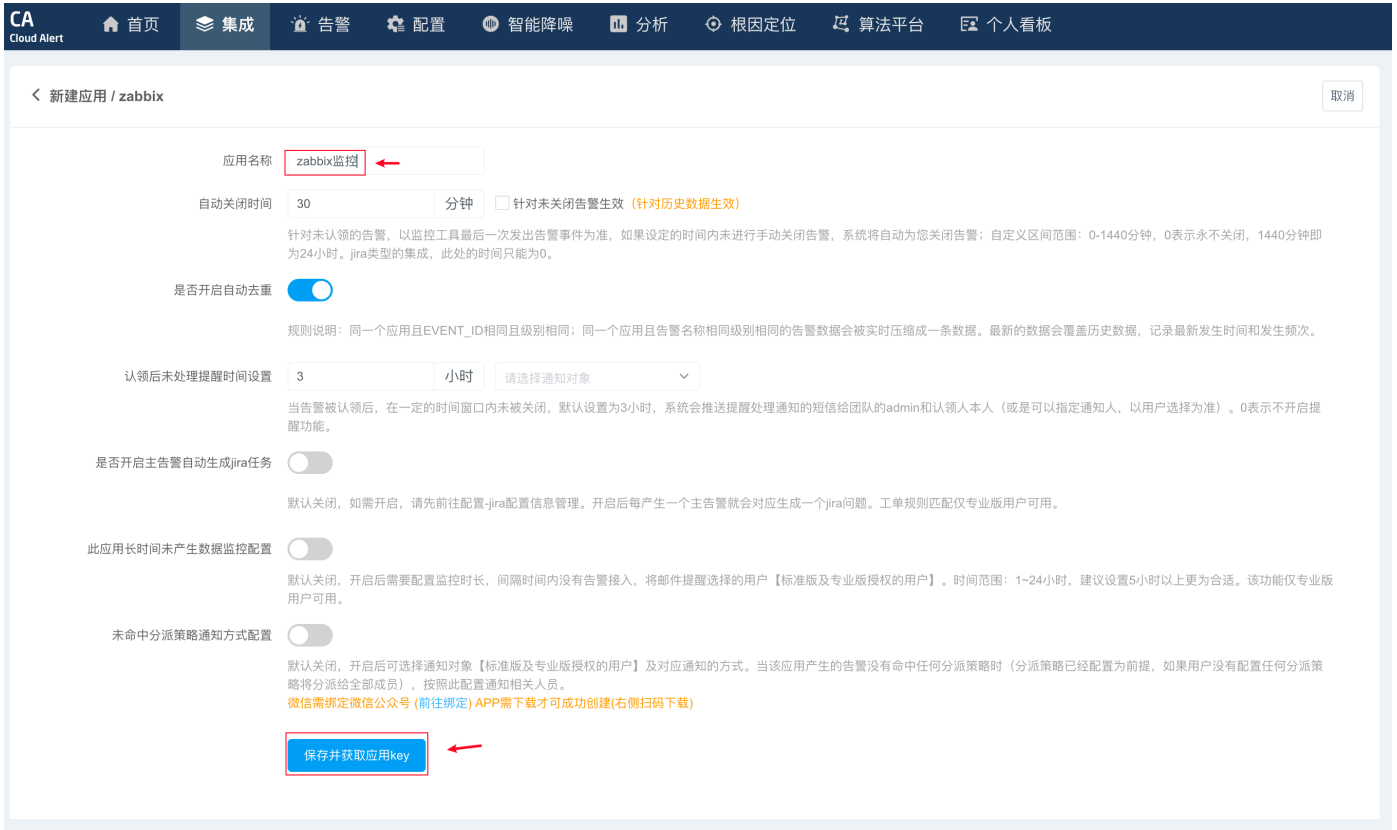 CA
Cloud Alert
首页
集成
告警
配置
智能降噪
分析
根因定位
算法平台
个人看板
新建应用 / zabbix
取消
应用名称
zabbix监控
自动关闭时间
30
分钟
针对未关闭告警生效（针对历史数据生效）
针对未认领的告警，以监控工具最后一次发出告警事件为准，如果设定的时间内未进行手动关闭告警，系统将自动为您关闭告警；自定义区间范围：0-1440分钟，0表示永不关闭，1440分钟即
为24小时。jira类型的集成，此处的时间只能为0。
是否开启自动去重
规则说明：同一个应用且EVENT_ID相同且级别相同；同一个应用且告警名称相同级别相同的告警数据会被实时压缩成一条数据。最新的数据会覆盖历史数据，记录最新发生时间和发生频次。
认领后未处理提醒时间设置
3
小时
请选择通知对象
当告警被认领后，在一定的时间窗口内未被关闭，默认设置为3小时，系统会推送提醒处理通知的短信给团队的admin和认领人本人（或是可以指定通知人，以用户选择为准）。0表示不开启提
醒功能。
是否开启主告警自动生成jira任务
默认关闭，如需开启，请先前往配置-jira配置信息管理。开启后每产生一个主告警就会对应生成一个jira问题。工单规则匹配仅专业版用户可用。
此应用长时间未产生数据监控配置
默认关闭，开启后需要配置监控时长，间隔时间内没有告警接入，将邮件提醒选择的用户【标准版及专业版授权的用户】。时间范围：1~24小时，建议设置5小时以上更为合适。该功能仅专业版
用户可用。
未命中分派策略通知方式配置
默认关闭，开启后可选择通知对象【标准版及专业版授权的用户】及对应通知的方式。当该应用产生的告警没有命中任何分派策略时（分派策略已经配置为前提，如果用户没有配置任何分派策
略将分派给全部成员），按照此配置通知相关人员。
微信需绑定微信公众号 (前往绑定) APP需下载才可成功创建(右侧扫码下载)
保存并获取应用key